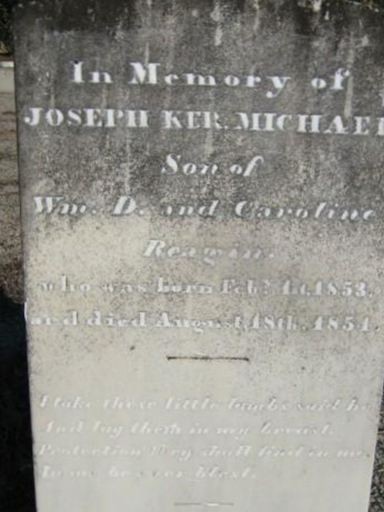 In Memory of
JOSEPH KER. MICHAEL
Son of
Wm. D. and Caroline
Reagin.
who was born Feby. 1853,
and died August, 18th. 1854.
I take these little lambs said he
And lay them in my breast.
Protection they shall find in me.
In me be ever blest.